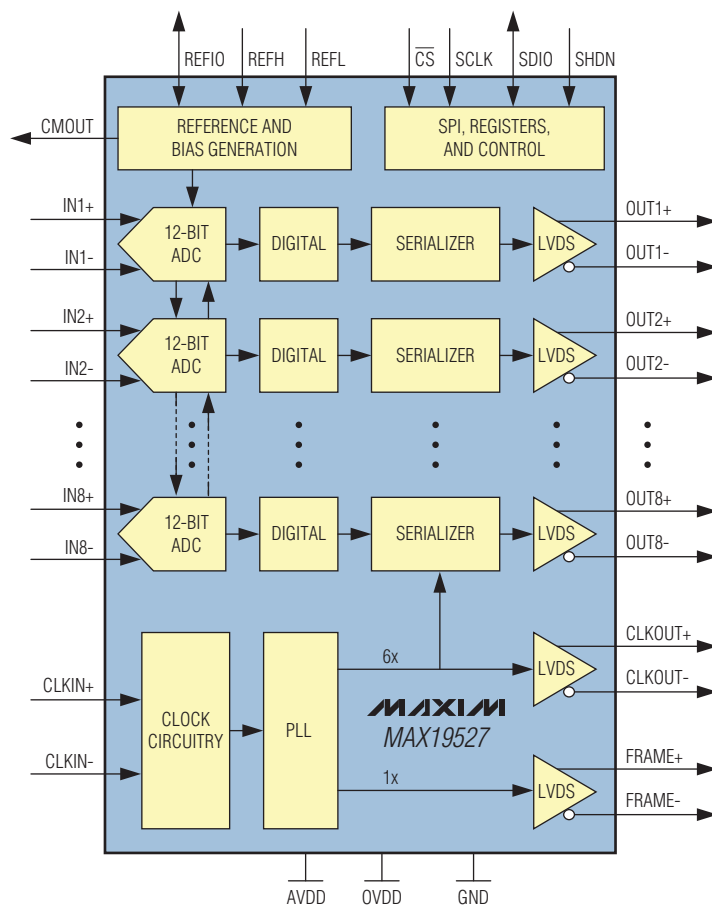 REFIO REFH REFL C̅S̅ SCLK SDIO SHDN
CMOUT
REFERENCE AND
BIAS GENERATION
SPI, REGISTERS,
AND CONTROL
IN1+
IN1-
12-BIT
ADC
DIGITAL
SERIALIZER
LVDS
OUT1+
OUT1-
IN2+
IN2-
12-BIT
ADC
DIGITAL
SERIALIZER
LVDS
OUT2+
OUT2-
IN8+
IN8-
12-BIT
ADC
DIGITAL
SERIALIZER
LVDS
OUT8+
OUT8-
CLKIN+
CLKIN-
CLOCK
CIRCUITRY
PLL
6x
1x
MAXIM
MAX19527
LVDS
CLKOUT+
CLKOUT-
LVDS
FRAME+
FRAME-
AVDD OVDD GND